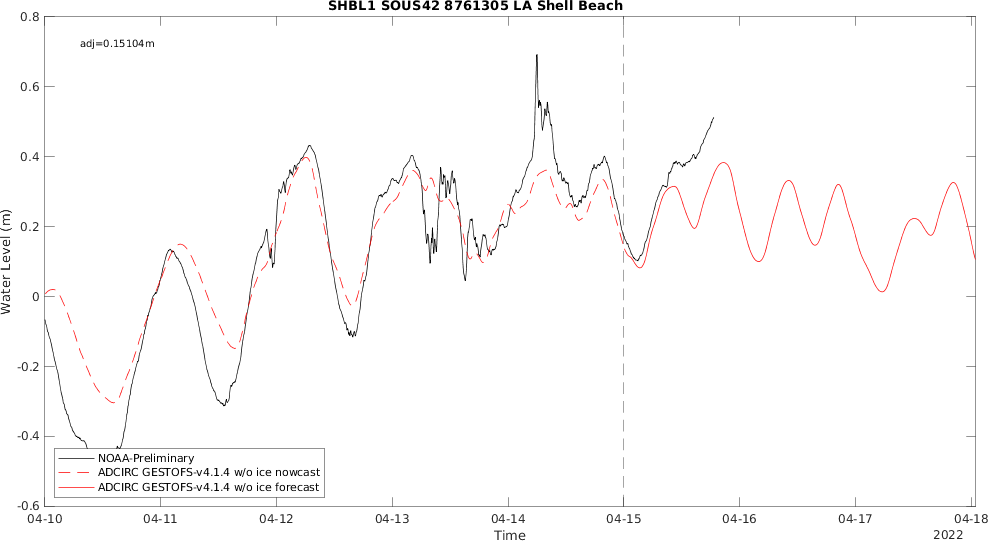 SHBL1 SOUS42 8761305 LA Shell Beach
adj=0.15104m
0.8
0.6
0.4
0.2
0
-0.2
-0.4
-0.6
Water Level (m)
NOAA-Preliminary
ADCIRC GESTOFS-v4.1.4 w/o ice nowcast
ADCIRC GESTOFS-v4.1.4 w/o ice forecast
04-10 04-11 04-12 04-13 04-14 04-15 04-16 04-17 04-18
Time
2022